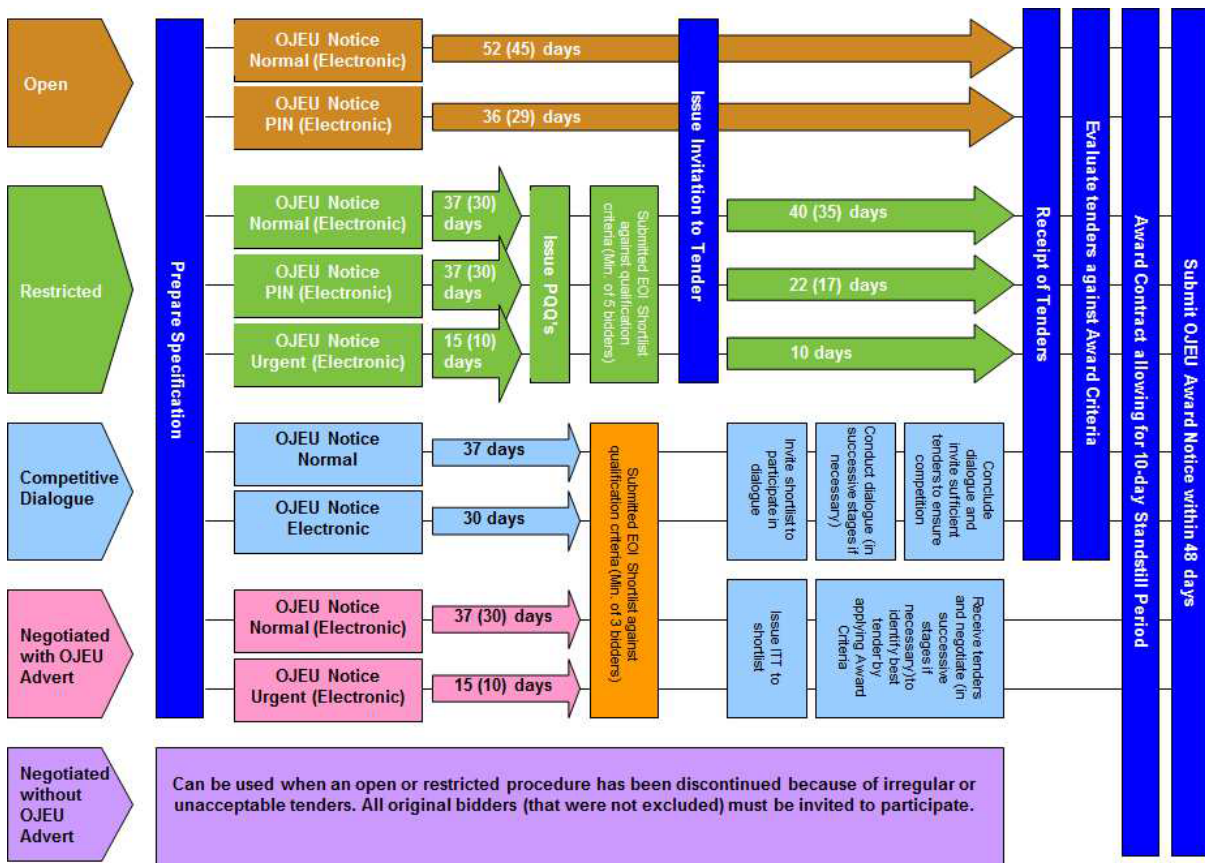 Open
Prepare Specification
OJEU Notice
Normal (Electronic)
52 (45) days
OJEU Notice
PIN (Electronic)
36 (29) days
Issue Invitation to Tender
Receipt of Tenders
Evaluate tenders against Award Criteria
Award Contract allowing for 10-day Standstill Period
Submit OJEU Award Notice within 48 days
Restricted
OJEU Notice
Normal (Electronic)
37 (30)
days
OJEU Notice
PIN (Electronic)
37 (30)
days
OJEU Notice
Urgent (Electronic)
15 (10)
days
Issue PQQ's
Submitted EOI Shortlist
against qualification
criteria (Min. of 5 bidders)
40 (35) days
22 (17) days
10 days
Competitive
Dialogue
OJEU Notice
Normal
37 days
OJEU Notice
Electronic
30 days
Submitted EOI Shortlist against
qualification criteria (Min. of 3 bidders)
Invite shortlist to
participate in
dialogue
Conduct dialogue (in
successive stages if
necessary)
Conclude
dialogue and
invite sufficient
tenders to ensure
competition
Negotiated
with OJEU
Advert
OJEU Notice
Normal (Electronic)
37 (30) days
OJEU Notice
Urgent (Electronic)
15 (10) days
Issue ITT to
shortlist
Receive tenders
and negotiate (in
successive
stages if
necessary)to
identify best
tender by
applying Award
Criteria
Negotiated
without
OJEU
Advert
Can be used when an open or restricted procedure has been discontinued because of irregular or
unacceptable tenders. All original bidders (that were not excluded) must be invited to participate.